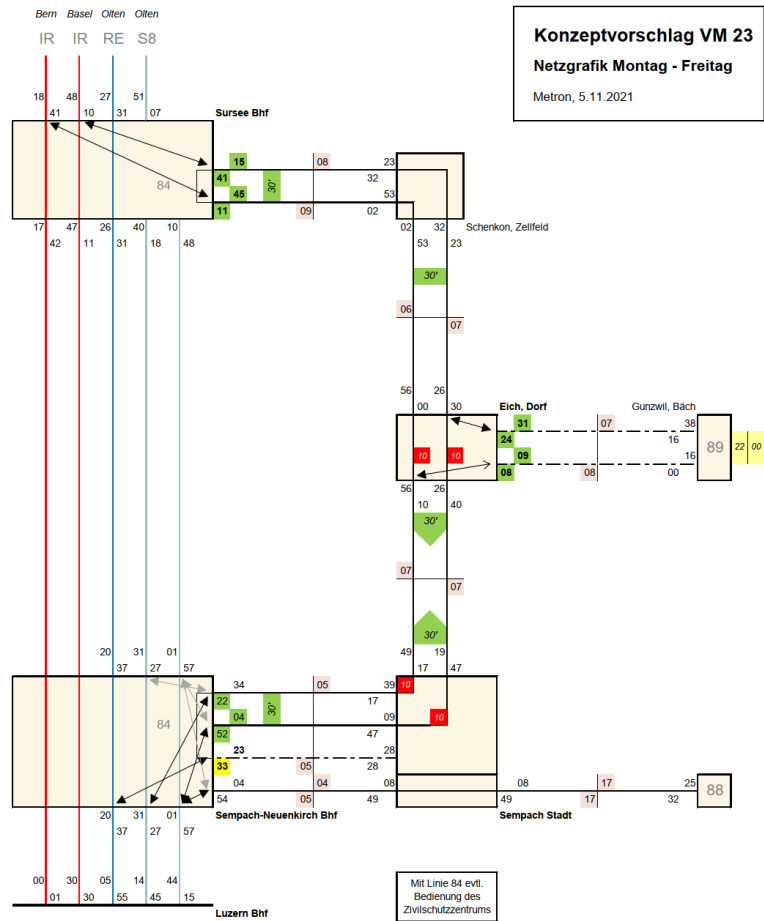 Bern Basel Olten Olten
IR IR RE S8
Konzeptvorschlag VM 23
Netzgrafik Montag - Freitag
Metron, 5.11.2021
18 48 27 51
41 10 31 07
Sursee Bhf
84
15 08 23
41 32
30'
45 53
11 09 02
17 47 26 40 10
42 11 31 18 48
02 32
Schenkon, Zellfeld
53 23
30'
06
07
56 26
00 30
Eich, Dorf
Gunzwil, Bäch
31 07 38
24 16
89
22 00
10 10
09 16
08 08 00
56 26
10 40
30'
07
07
30'
20 31 01
37 27 57
49 19
17 47
34 05 39
10
22 17
84
04 30' 09
10
52 47
23 28
33 05 28
04 04 08
54 05 49
08 17 25
49 17 32
88
Sempach-Neuenkirch Bhf
Sempach Stadt
20 31 01
37 27 57
00 30 05 14 44
01 30 55 45 15
Luzern Bhf
Mit Linie 84 evtl.
Bedienung des
Zivilschutzzentrums